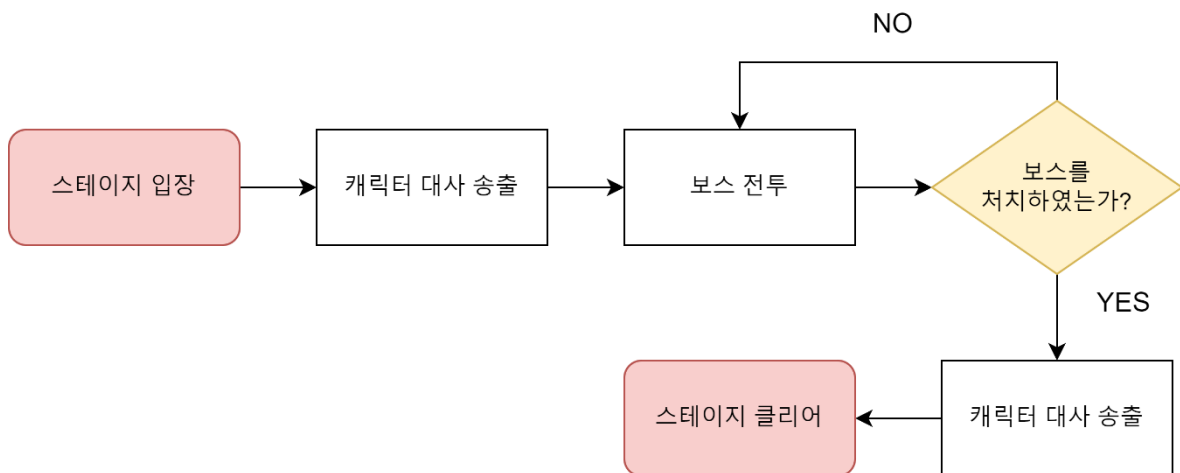 NO
스테이지 입장
캐릭터 대사 송출
보스 전투
보스를
처치하였는가?
YES
스테이지 클리어
캐릭터 대사 송출